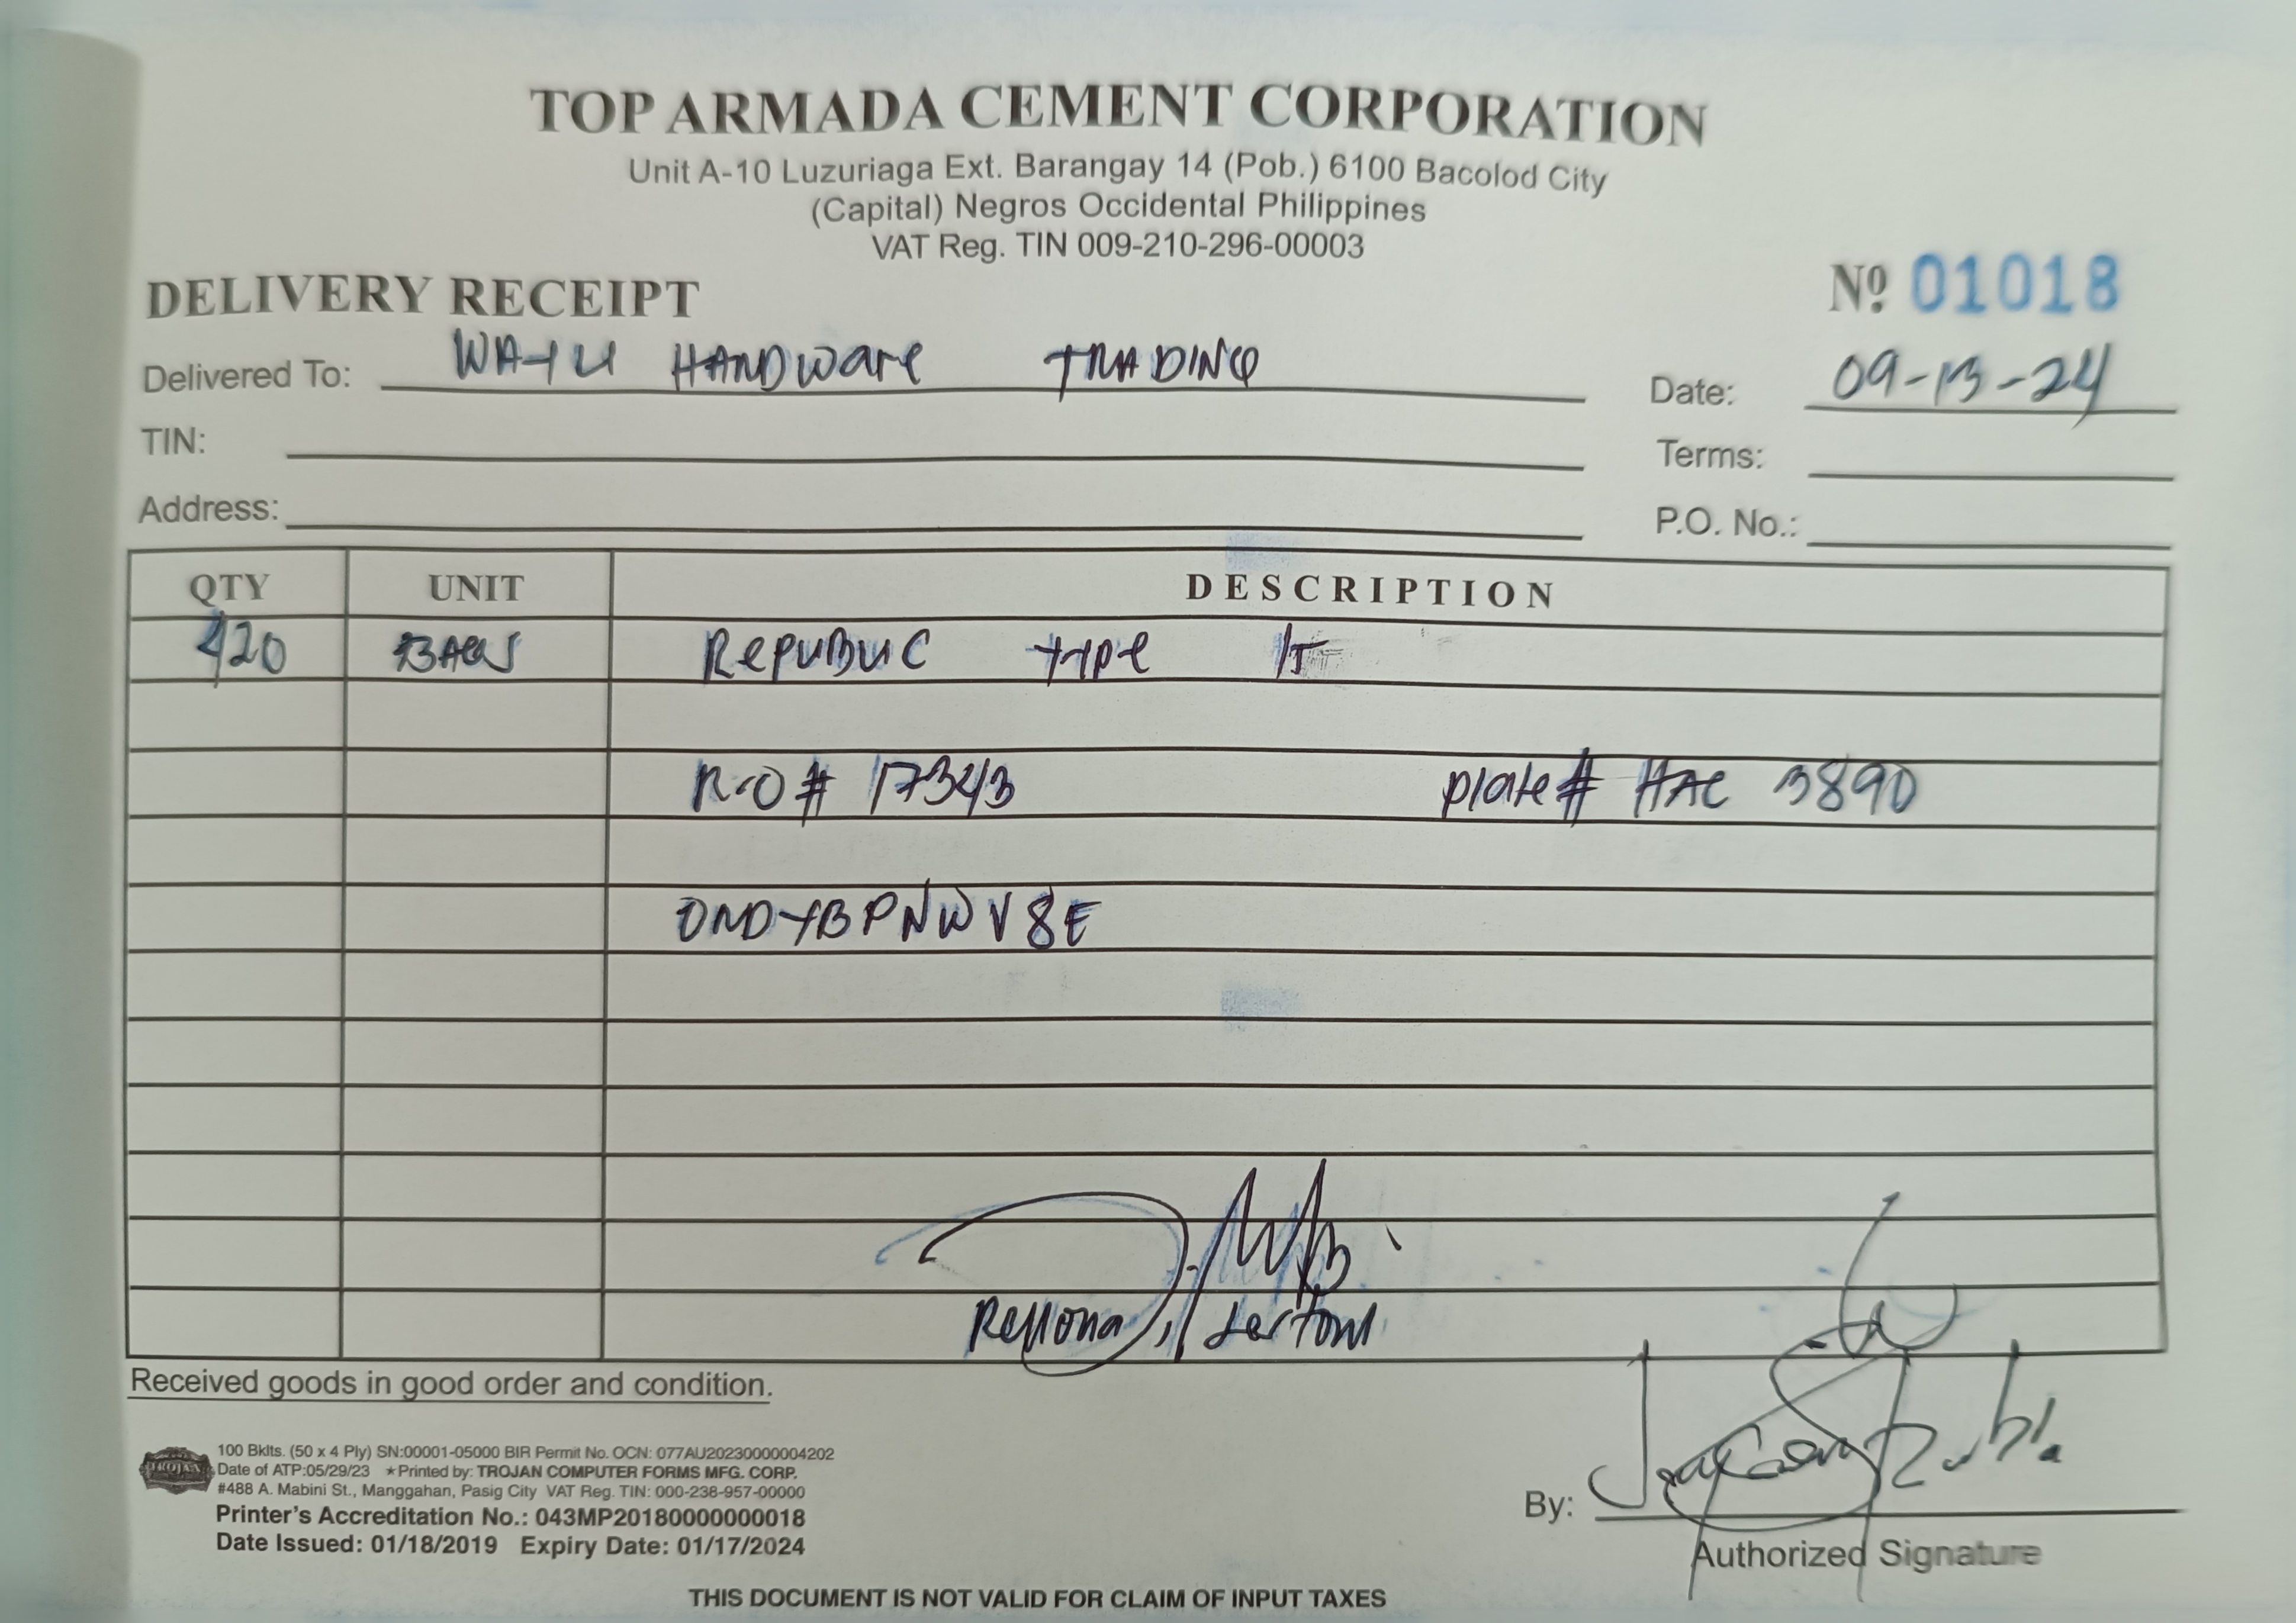 TOP ARMADA CEMENT CORPORATION
Unit A-10 Luzuriaga Ext. Barangay 14 (Pob.) 6100 Bacolod City
(Capital) Negros Occidental Philippines
VAT Reg. TIN 009-210-296-00003
DELIVERY RECEIPT Nº 01018
Delivered To: HARDware TRADING Date: 09-13-24
TIN: Terms:
Address: P.O. No.:
QTY UNIT DESCRIPTION
420 BAGS RepuBLIC type
R-O # 17343 plate# HAC 3890
Received goods in good order and condition.
TROJAN
100 Bklts. (50 x 4 Ply) SN:00001-05000 BIR Permit No. OCN: 077AU20230000004202
Date of ATP:05/29/23 ★Printed by: TROJAN COMPUTER FORMS MFG. CORP.
#488 A. Mabini St., Manggahan, Pasig City VAT Reg. TIN: 000-238-957-00000
Printer's Accreditation No.: 043MP20180000000018
Date Issued: 01/18/2019 Expiry Date: 01/17/2024
By:
Authorized Signature
THIS DOCUMENT IS NOT VALID FOR CLAIM OF INPUT TAXES